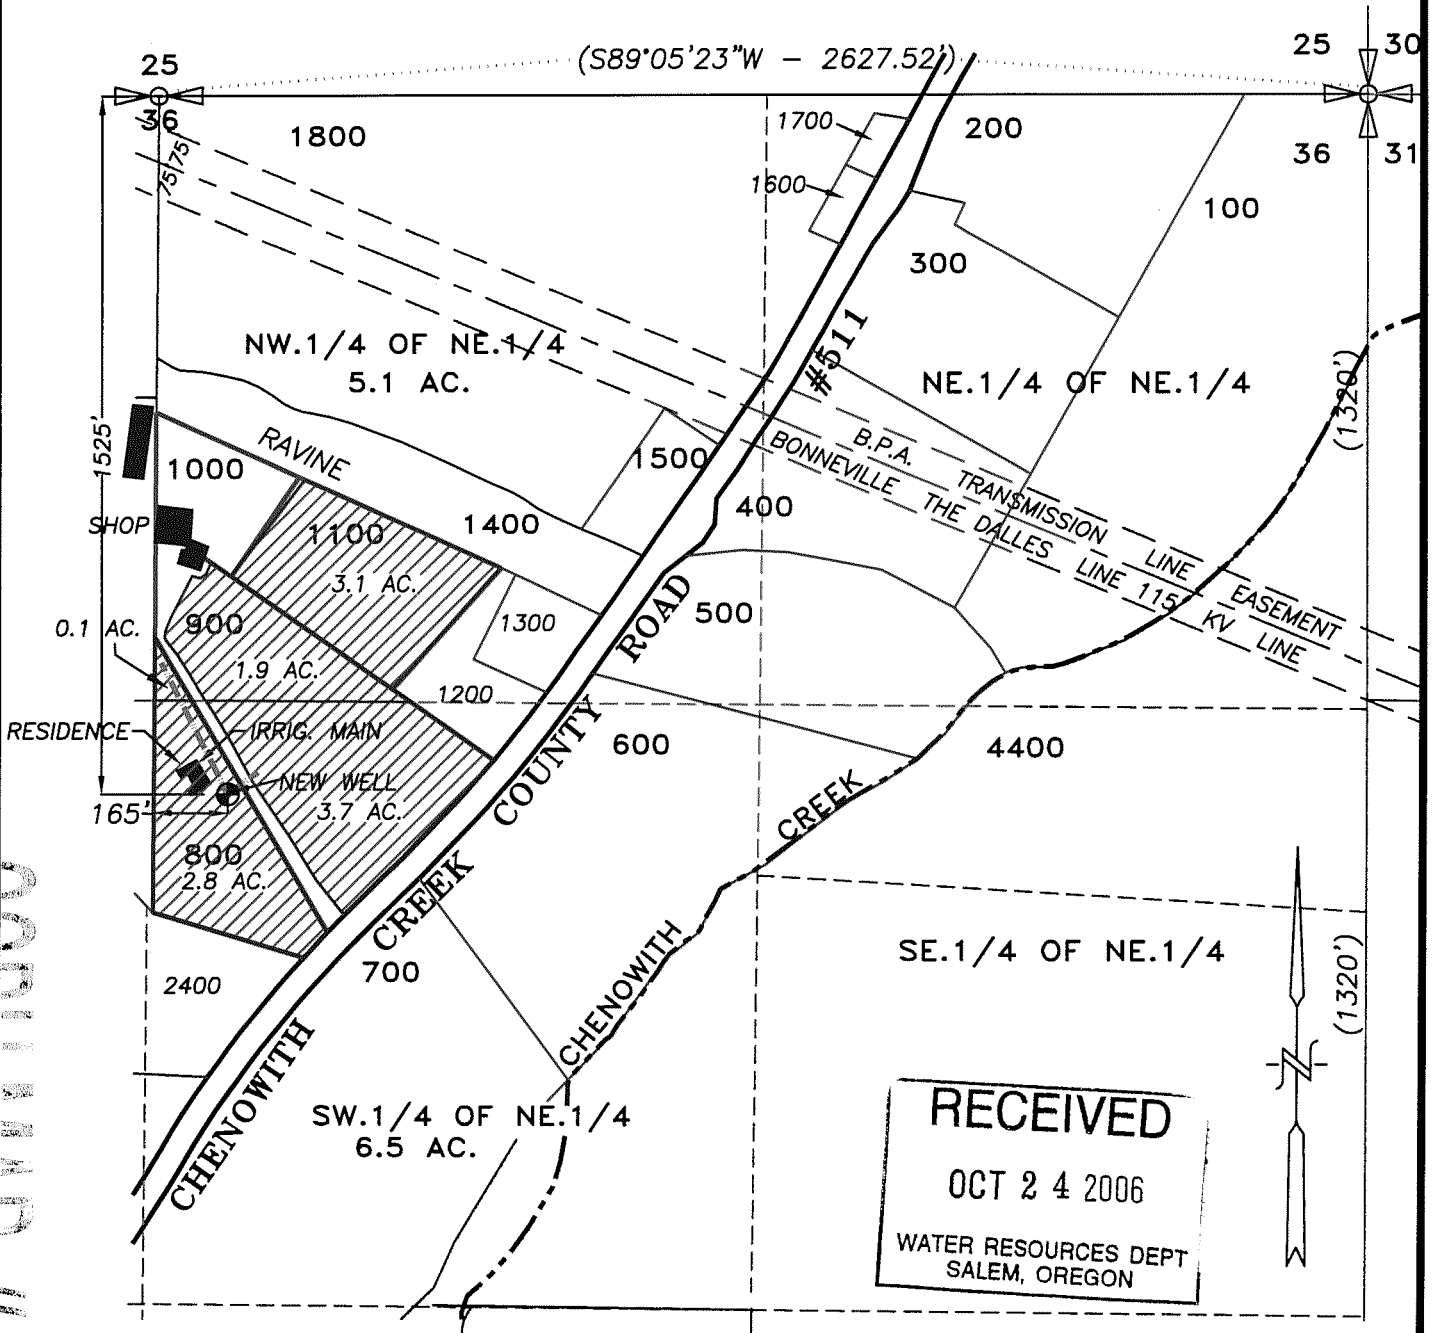 (S89°05'23"W - 2627.52')
25
25
30
36
36
31
1800
1700
200
75
75
1600
100
300
NW.1/4 OF NE.1/4
5.1 AC.
#511
NE.1/4 OF NE.1/4
(1320')
1525'
RAVINE
1000
1500
B.P.A. TRANSMISSION LINE EASEMENT
BONNEVILLE THE DALLES LINE 115 KV LINE
SHOP
1100
1400
400
3.1 AC.
0.1 AC.
900
1300
500
1.9 AC.
1200
RESIDENCE
IRRIG. MAIN
600
4400
NEW WELL
165'
3.7 AC.
800
2.8 AC.
CHENOWITH CREEK COUNTY ROAD
CHENOWITH CREEK
2400
700
SE.1/4 OF NE.1/4
(1320')
N
SW.1/4 OF NE.1/4
6.5 AC.
RECEIVED
OCT 24 2006
WATER RESOURCES DEPT
SALEM, OREGON